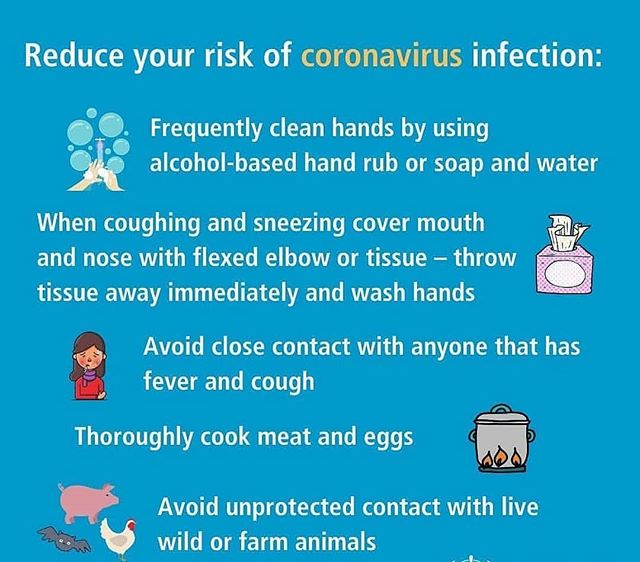 Reduce your risk of coronavirus infection:
Frequently clean hands by using
alcohol-based hand rub or soap and water
When coughing and sneezing cover mouth
and nose with flexed elbow or tissue – throw
tissue away immediately and wash hands
Avoid close contact with anyone that has
fever and cough
Thoroughly cook meat and eggs
Avoid unprotected contact with live
wild or farm animals